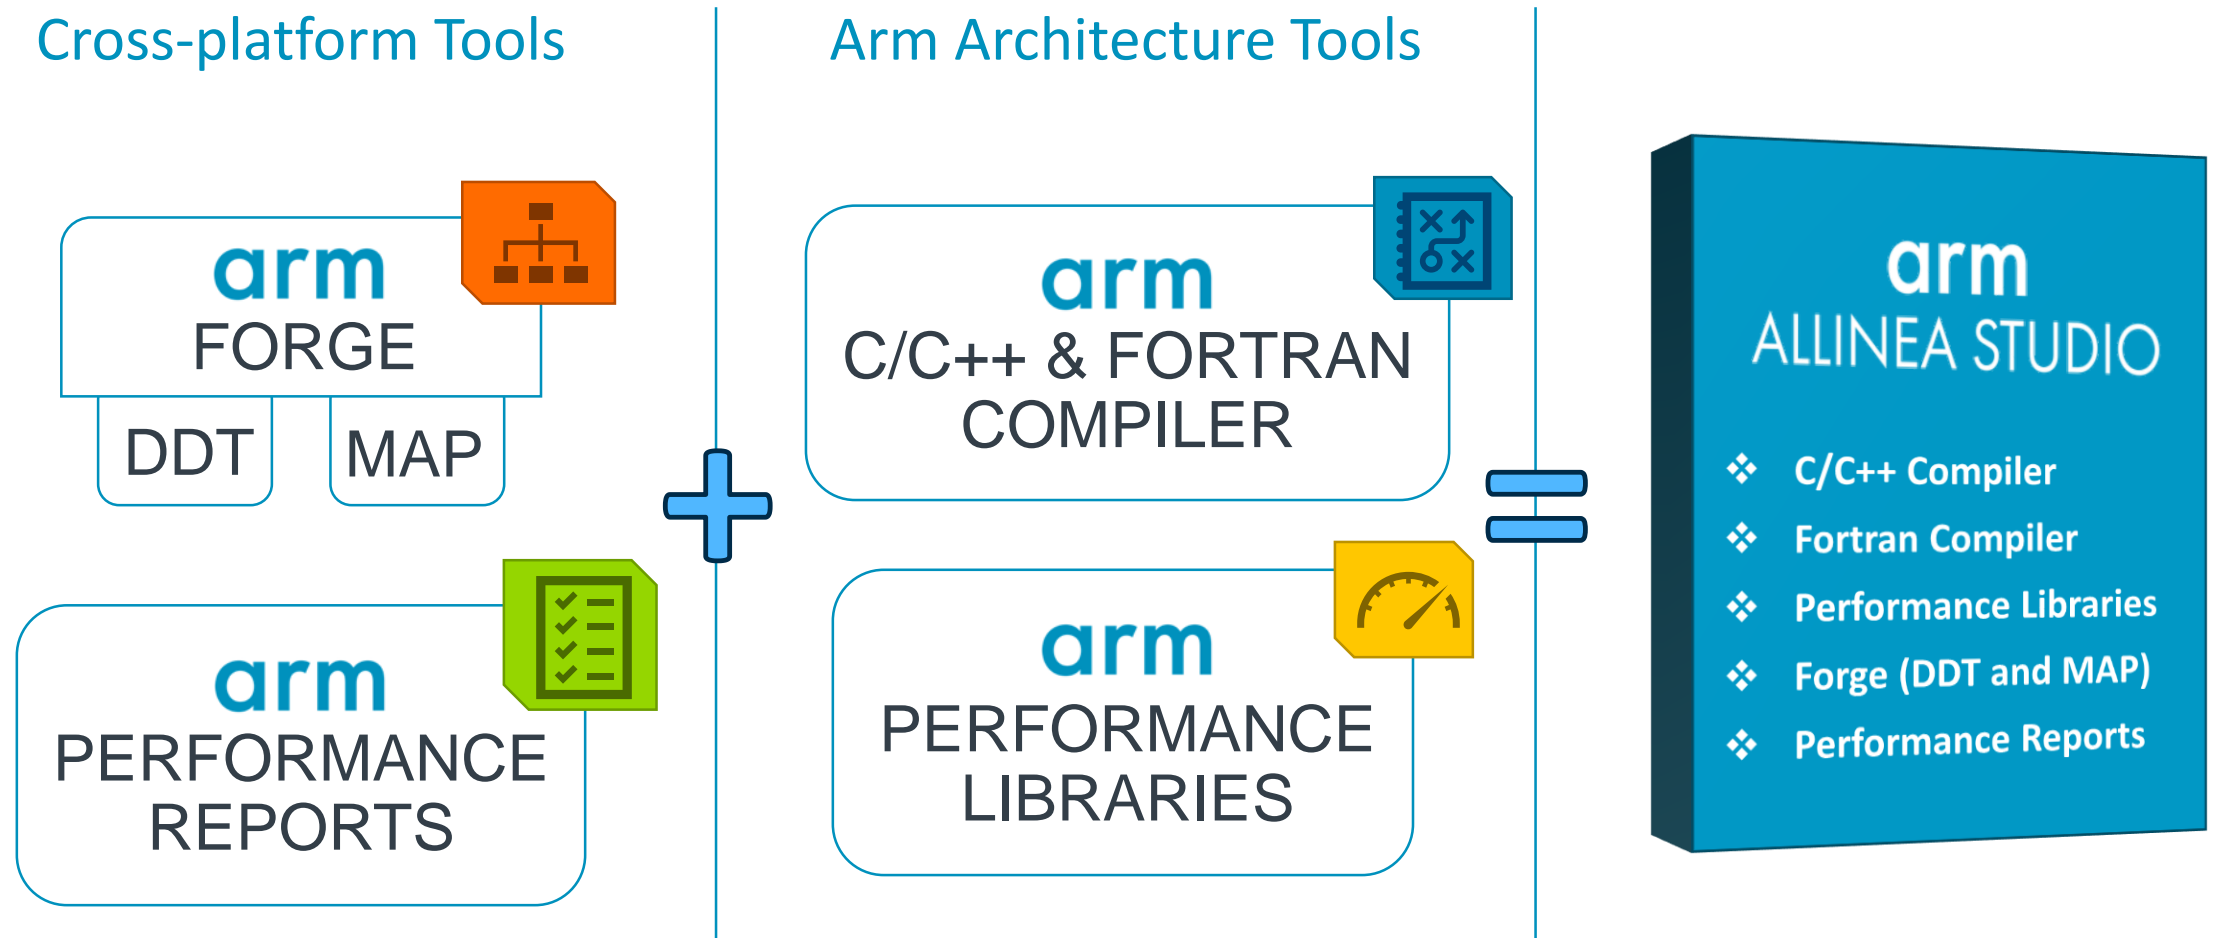 Cross-platform Tools
arm
FORGE
DDT
MAP
arm
PERFORMANCE
REPORTS
Arm Architecture Tools
arm
C/C++ & FORTRAN
COMPILER
arm
PERFORMANCE
LIBRARIES
arm
ALLINEA STUDIO
❖ C/C++ Compiler
❖ Fortran Compiler
❖ Performance Libraries
❖ Forge (DDT and MAP)
❖ Performance Reports